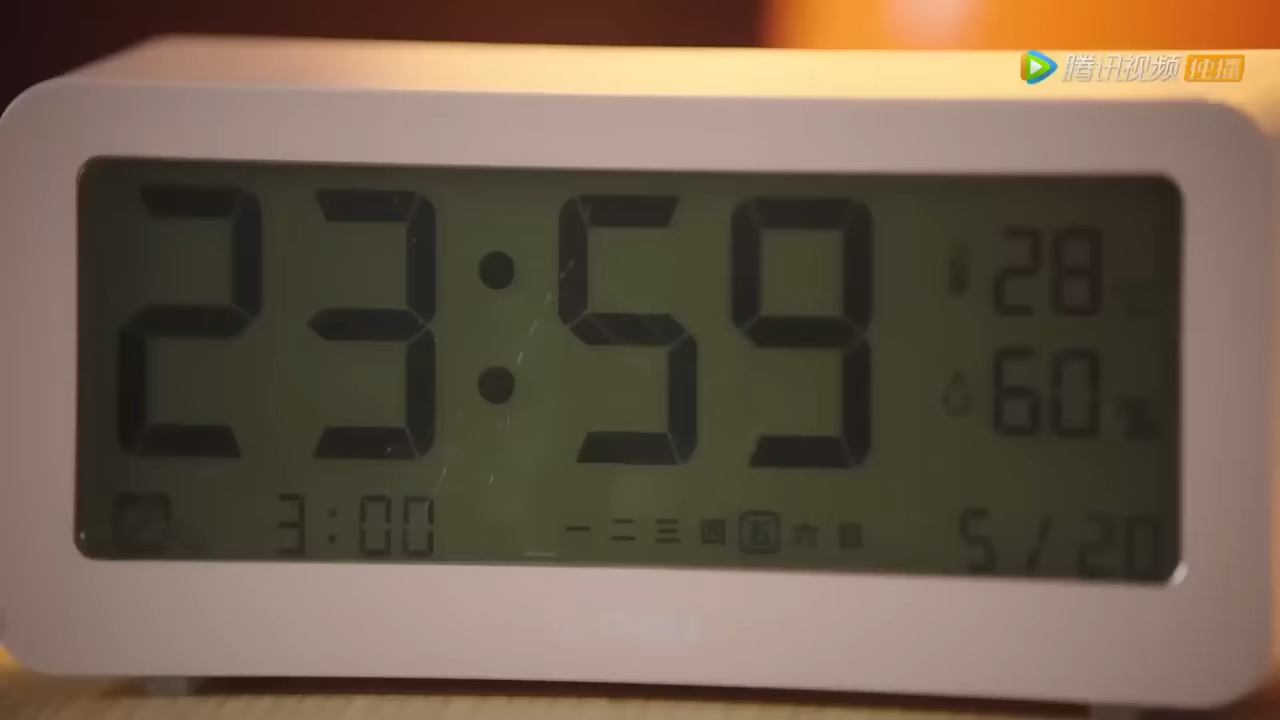 腾讯视频 独播
23:59
28 ℃
60 %
3:00
一 二 三 四 五 六 日
5/20